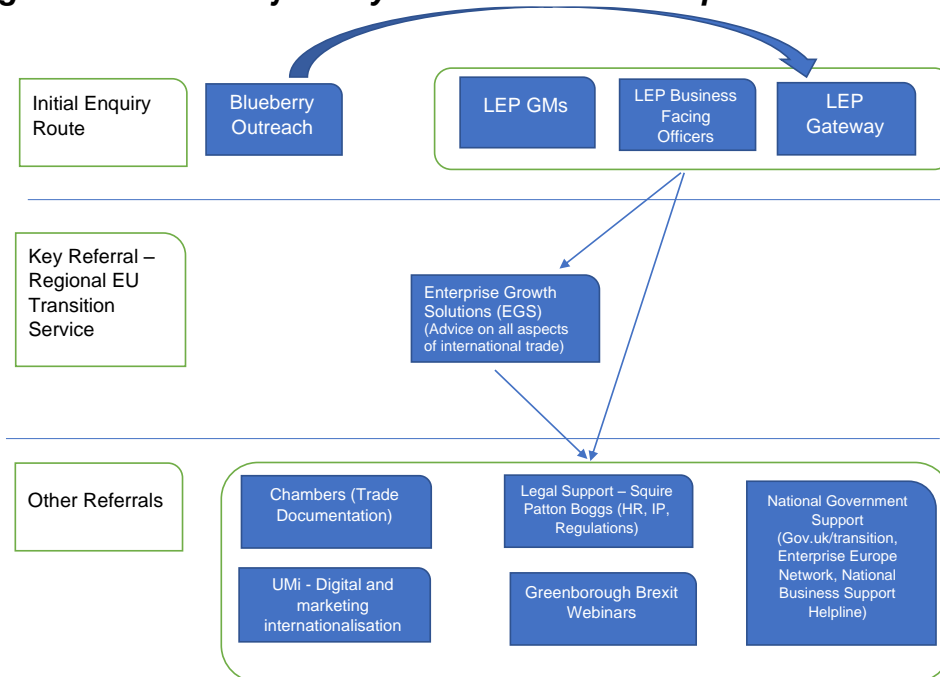 Initial Enquiry
Route
Blueberry
Outreach
LEP GMs
LEP Business
Facing
Officers
LEP
Gateway
Key Referral –
Regional EU
Transition
Service
Enterprise Growth
Solutions (EGS)
(Advice on all aspects
of international trade)
Other Referrals
Chambers (Trade
Documentation)
Legal Support – Squire
Patton Boggs (HR, IP,
Regulations)
National Government
Support
(Gov.uk/transition,
Enterprise Europe
Network, National
Business Support
Helpline)
UMi - Digital and
marketing
internationalisation
Greenborough Brexit
Webinars